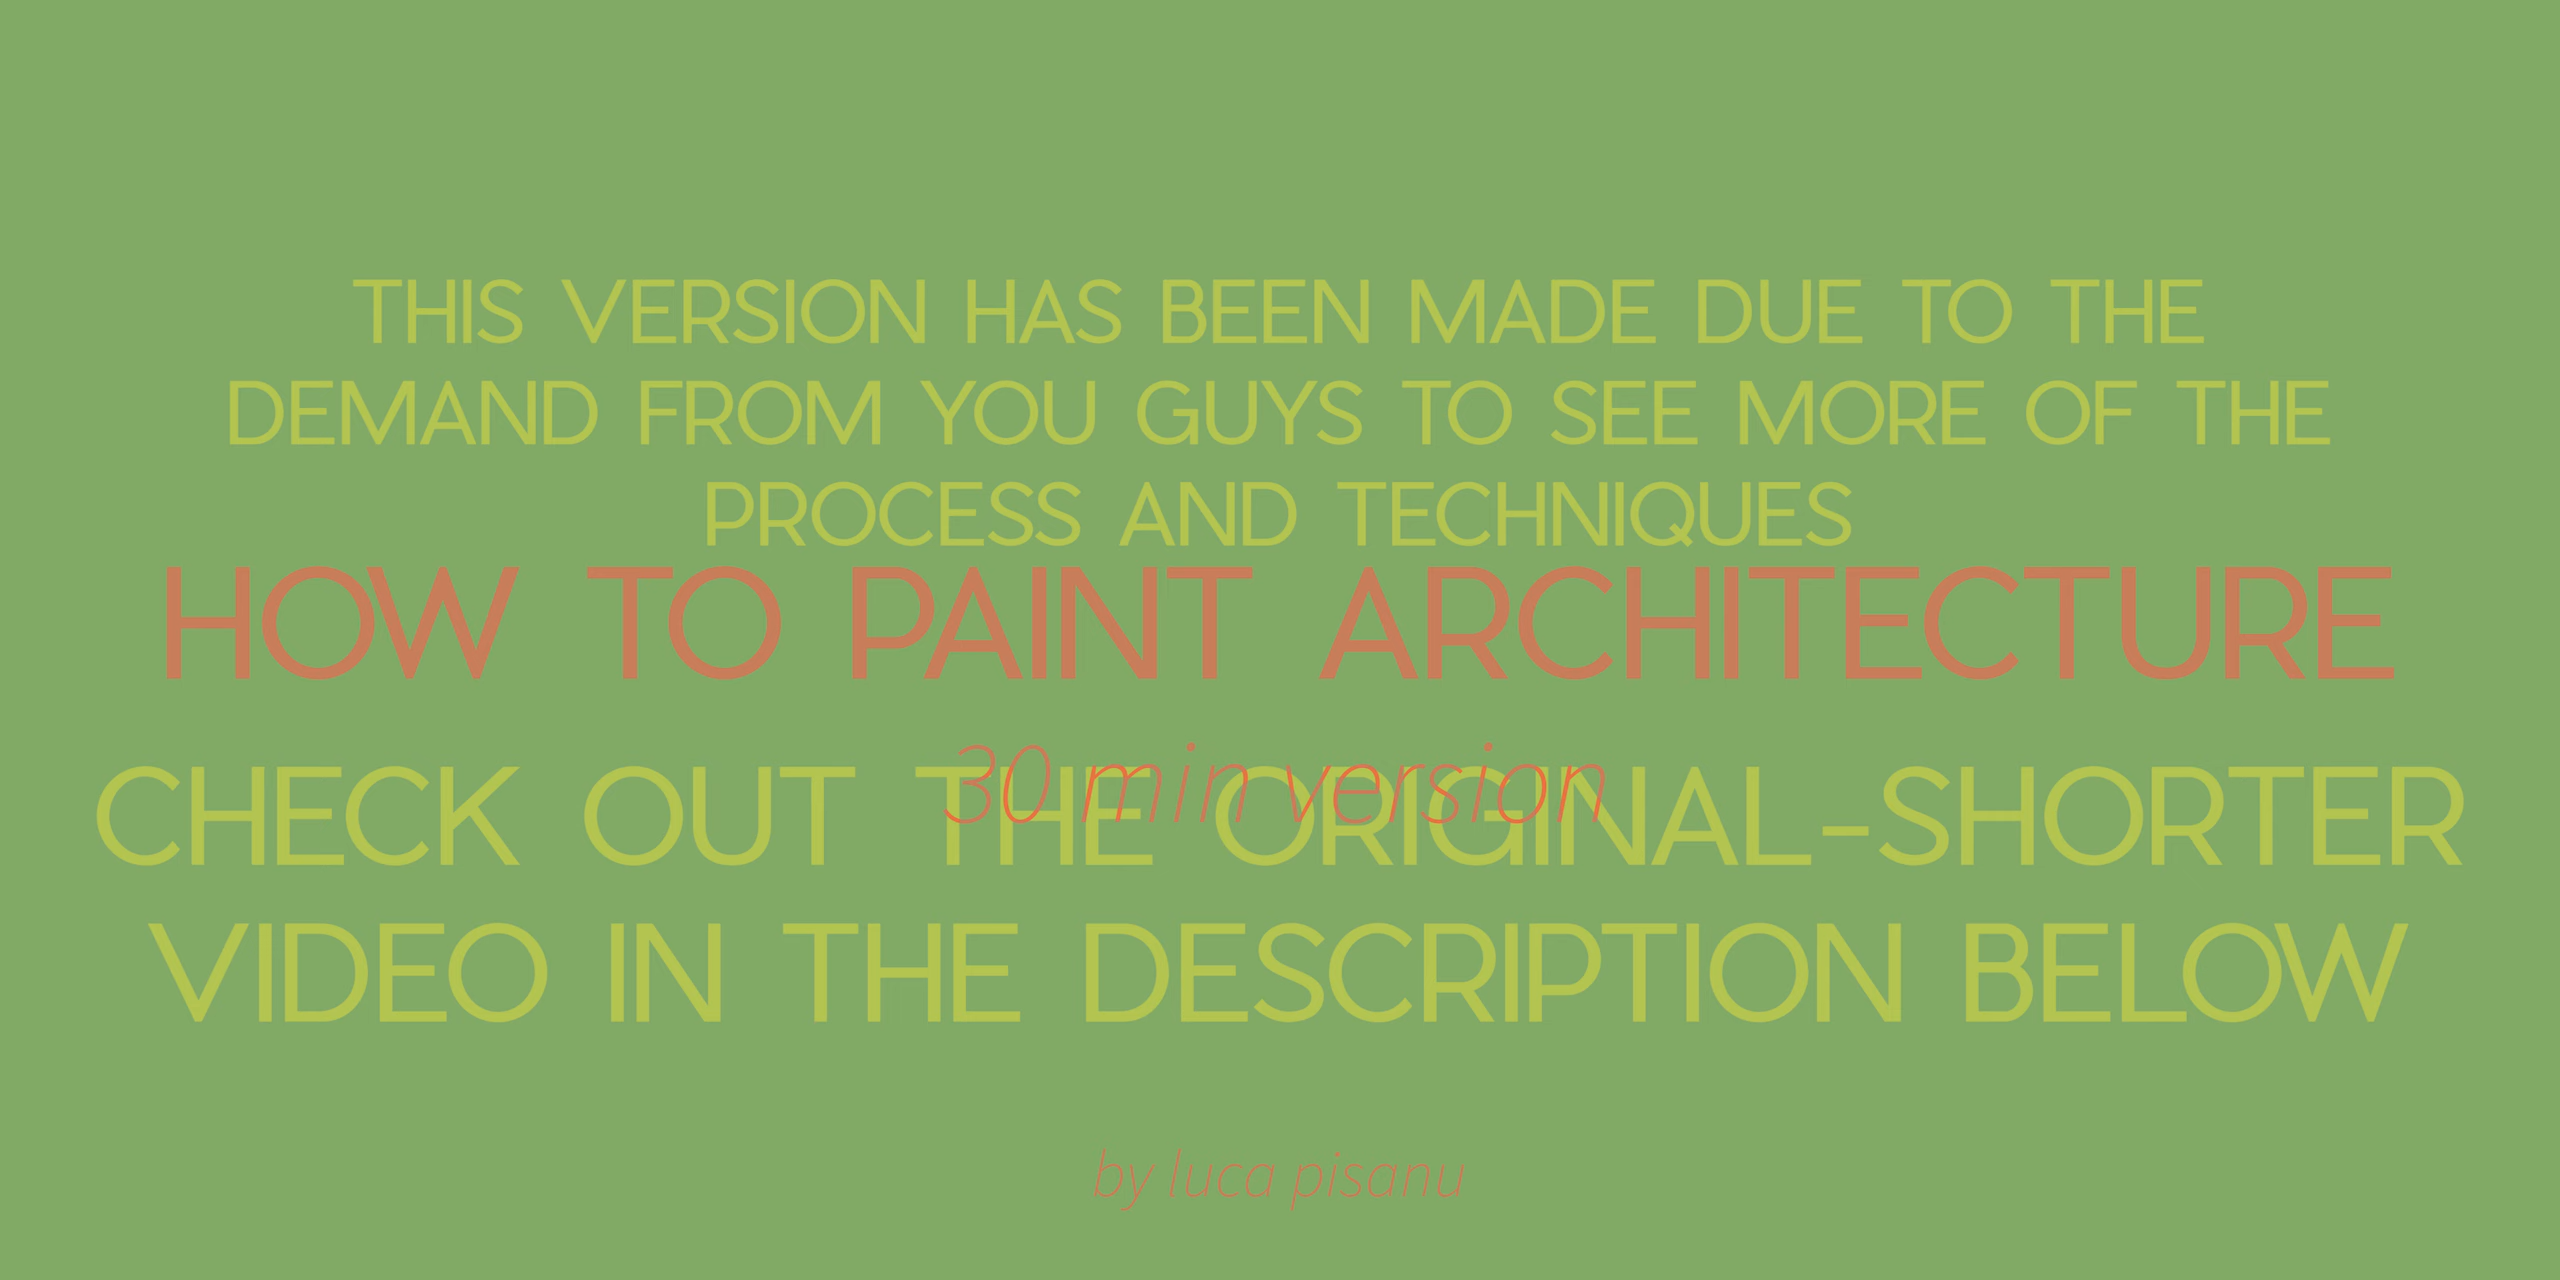 THIS VERSION HAS BEEN MADE DUE TO THE
DEMAND FROM YOU GUYS TO SEE MORE OF THE
PROCESS AND TECHNIQUES
HOW TO PAINT ARCHITECTURE
30 min version
CHECK OUT THE ORIGINAL-SHORTER
VIDEO IN THE DESCRIPTION BELOW
by luca pisanu